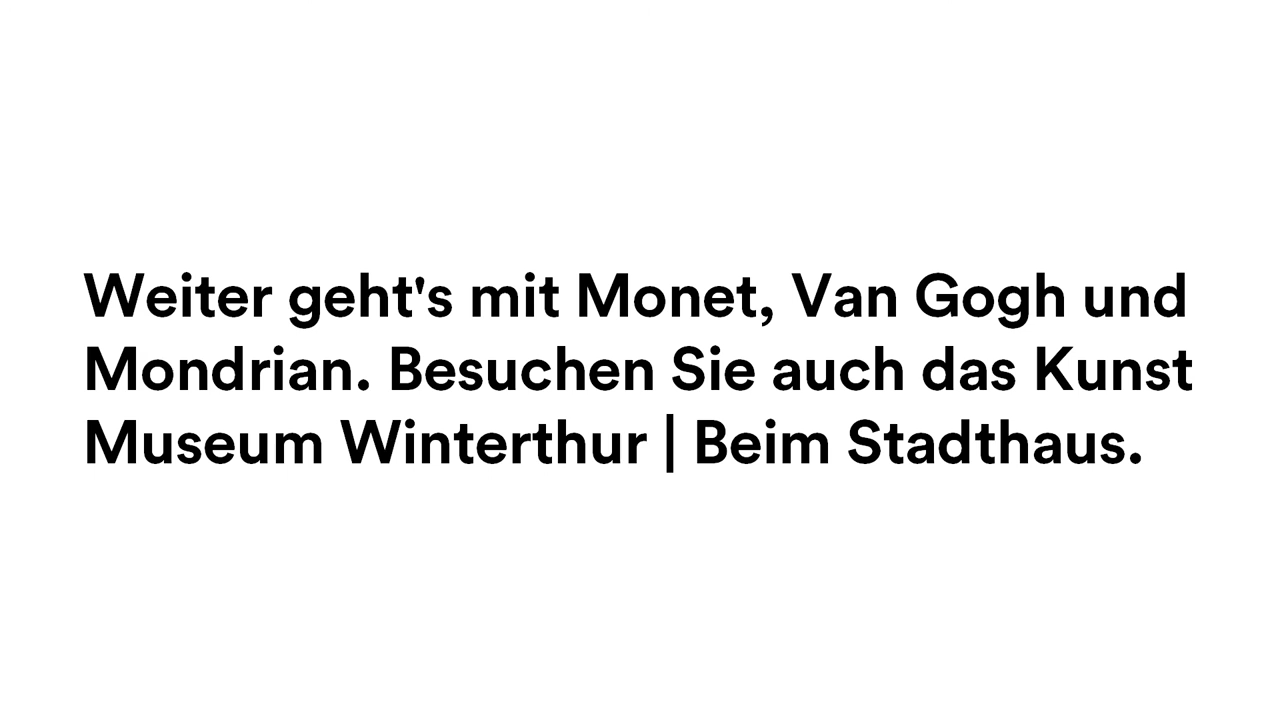 Weiter geht's mit Monet, Van Gogh und
Mondrian. Besuchen Sie auch das Kunst
Museum Winterthur | Beim Stadthaus.